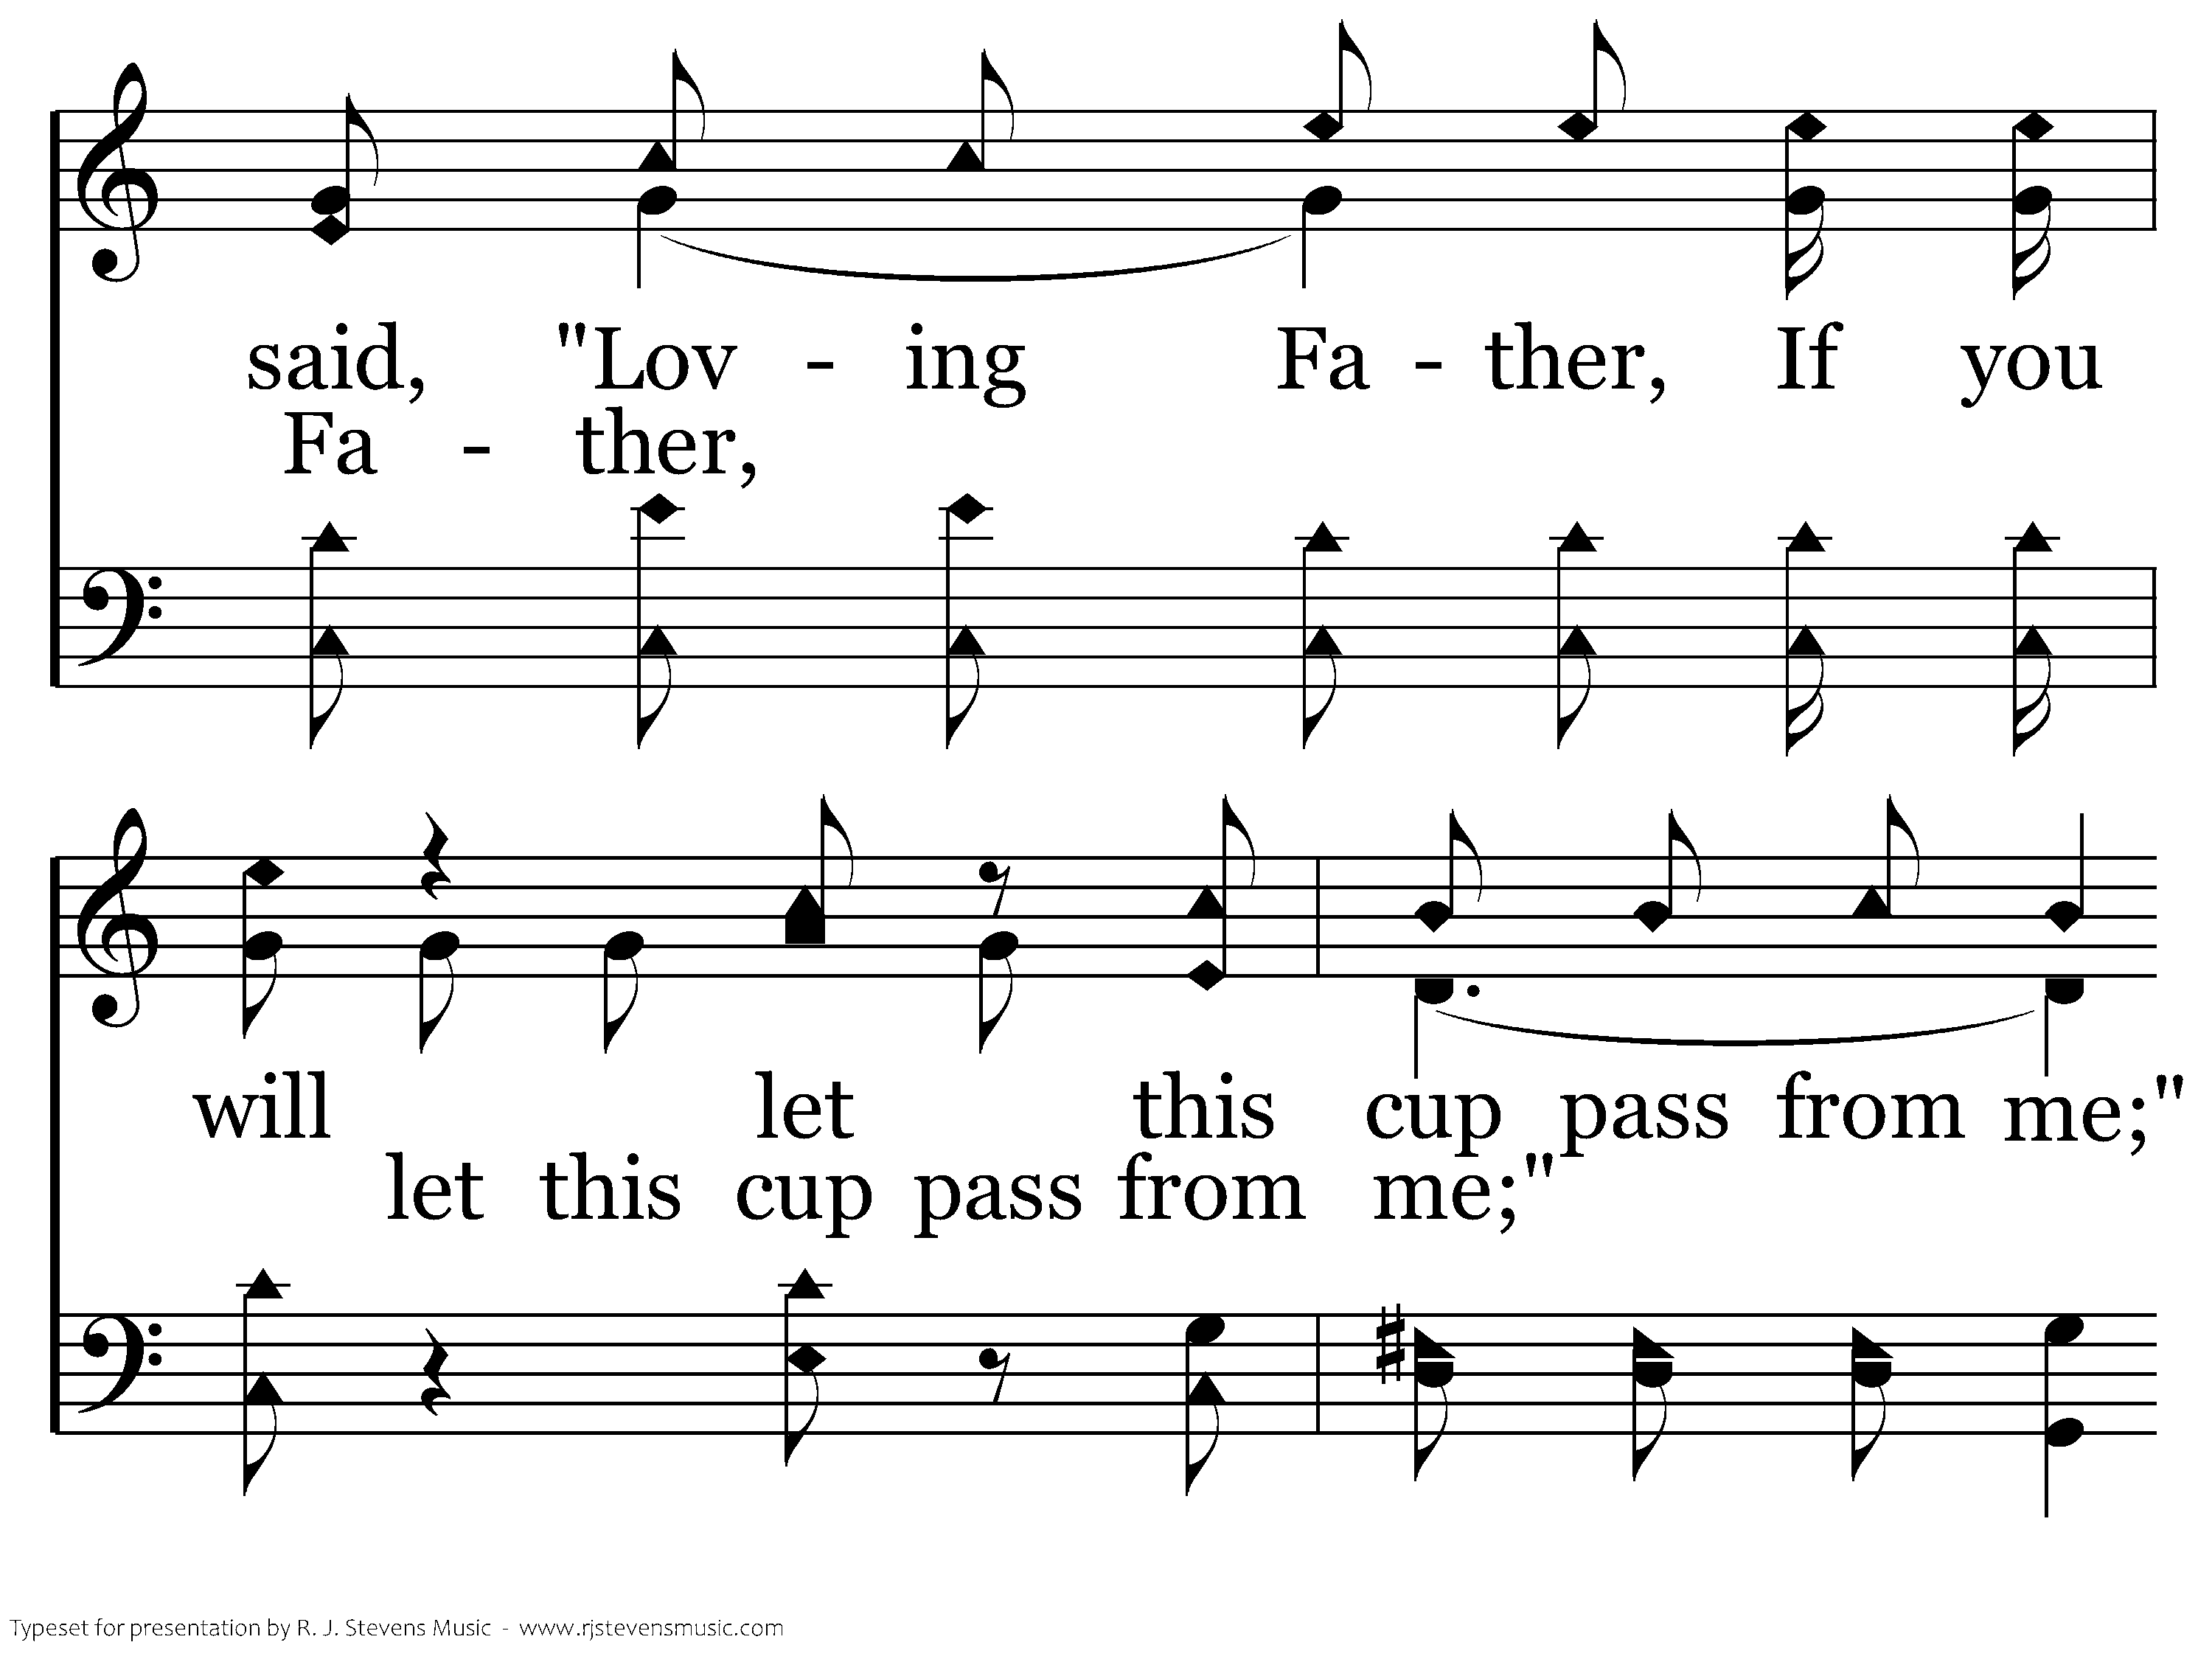 said, "Lov - ing Fa - ther, If you
Fa - ther,
will let this cup pass from me;"
let this cup pass from me;"
Typeset for presentation by R. J. Stevens Music - www.rjstevensmusic.com